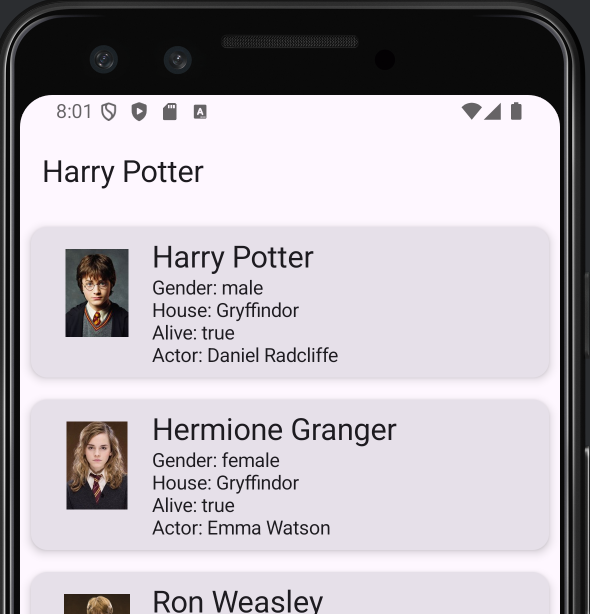 8:01
Harry Potter
Harry Potter
Gender: male
House: Gryffindor
Alive: true
Actor: Daniel Radcliffe
Hermione Granger
Gender: female
House: Gryffindor
Alive: true
Actor: Emma Watson
Ron Weasley